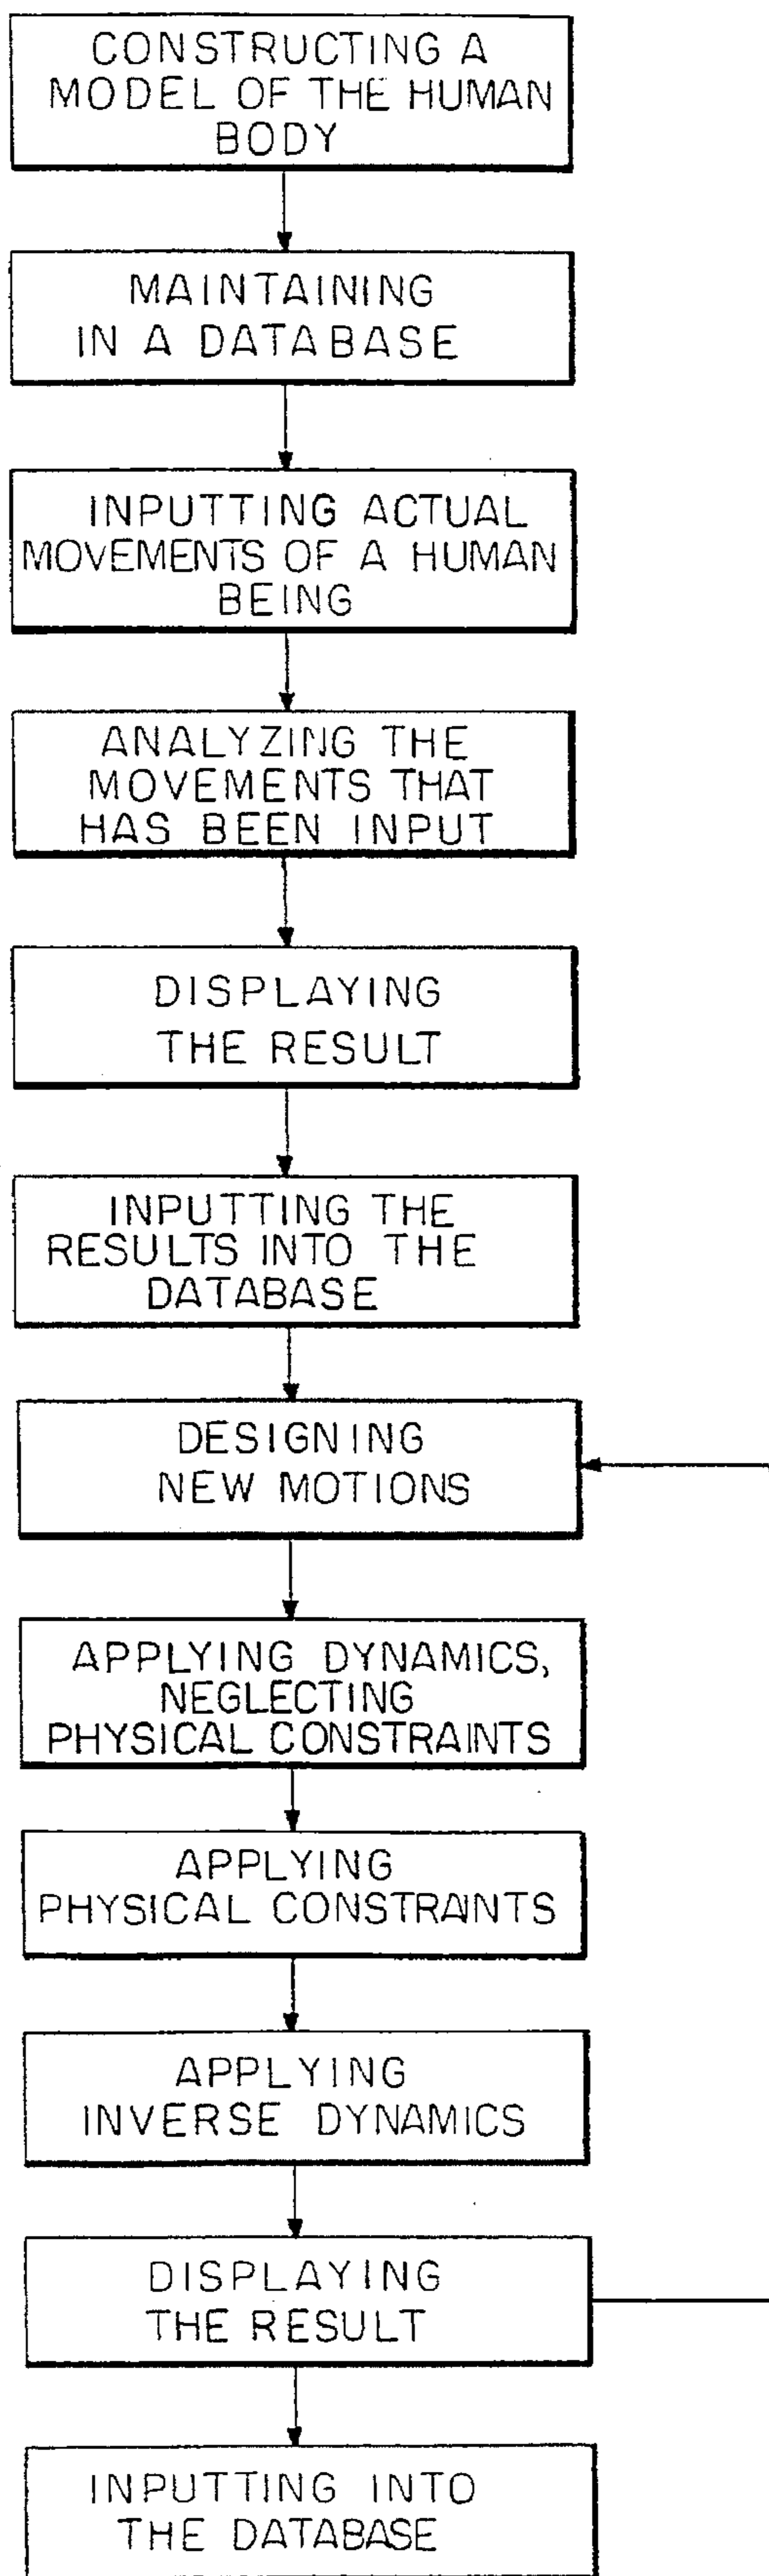 CONSTRUCTING A
MODEL OF THE HUMAN
BODY
MAINTAINING
IN A DATABASE
INPUTTING ACTUAL
MOVEMENTS OF A HUMAN
BEING
ANALYZING THE
MOVEMENTS THAT
HAS BEEN INPUT
DISPLAYING
THE RESULT
INPUTTING THE
RESULTS INTO THE
DATABASE
DESIGNING
NEW MOTIONS
APPLYING DYNAMICS,
NEGLECTING
PHYSICAL CONSTRAINTS
APPLYING
PHYSICAL CONSTRAINTS
APPLYING
INVERSE DYNAMICS
DISPLAYING
THE RESULT
INPUTTING INTO
THE DATABASE